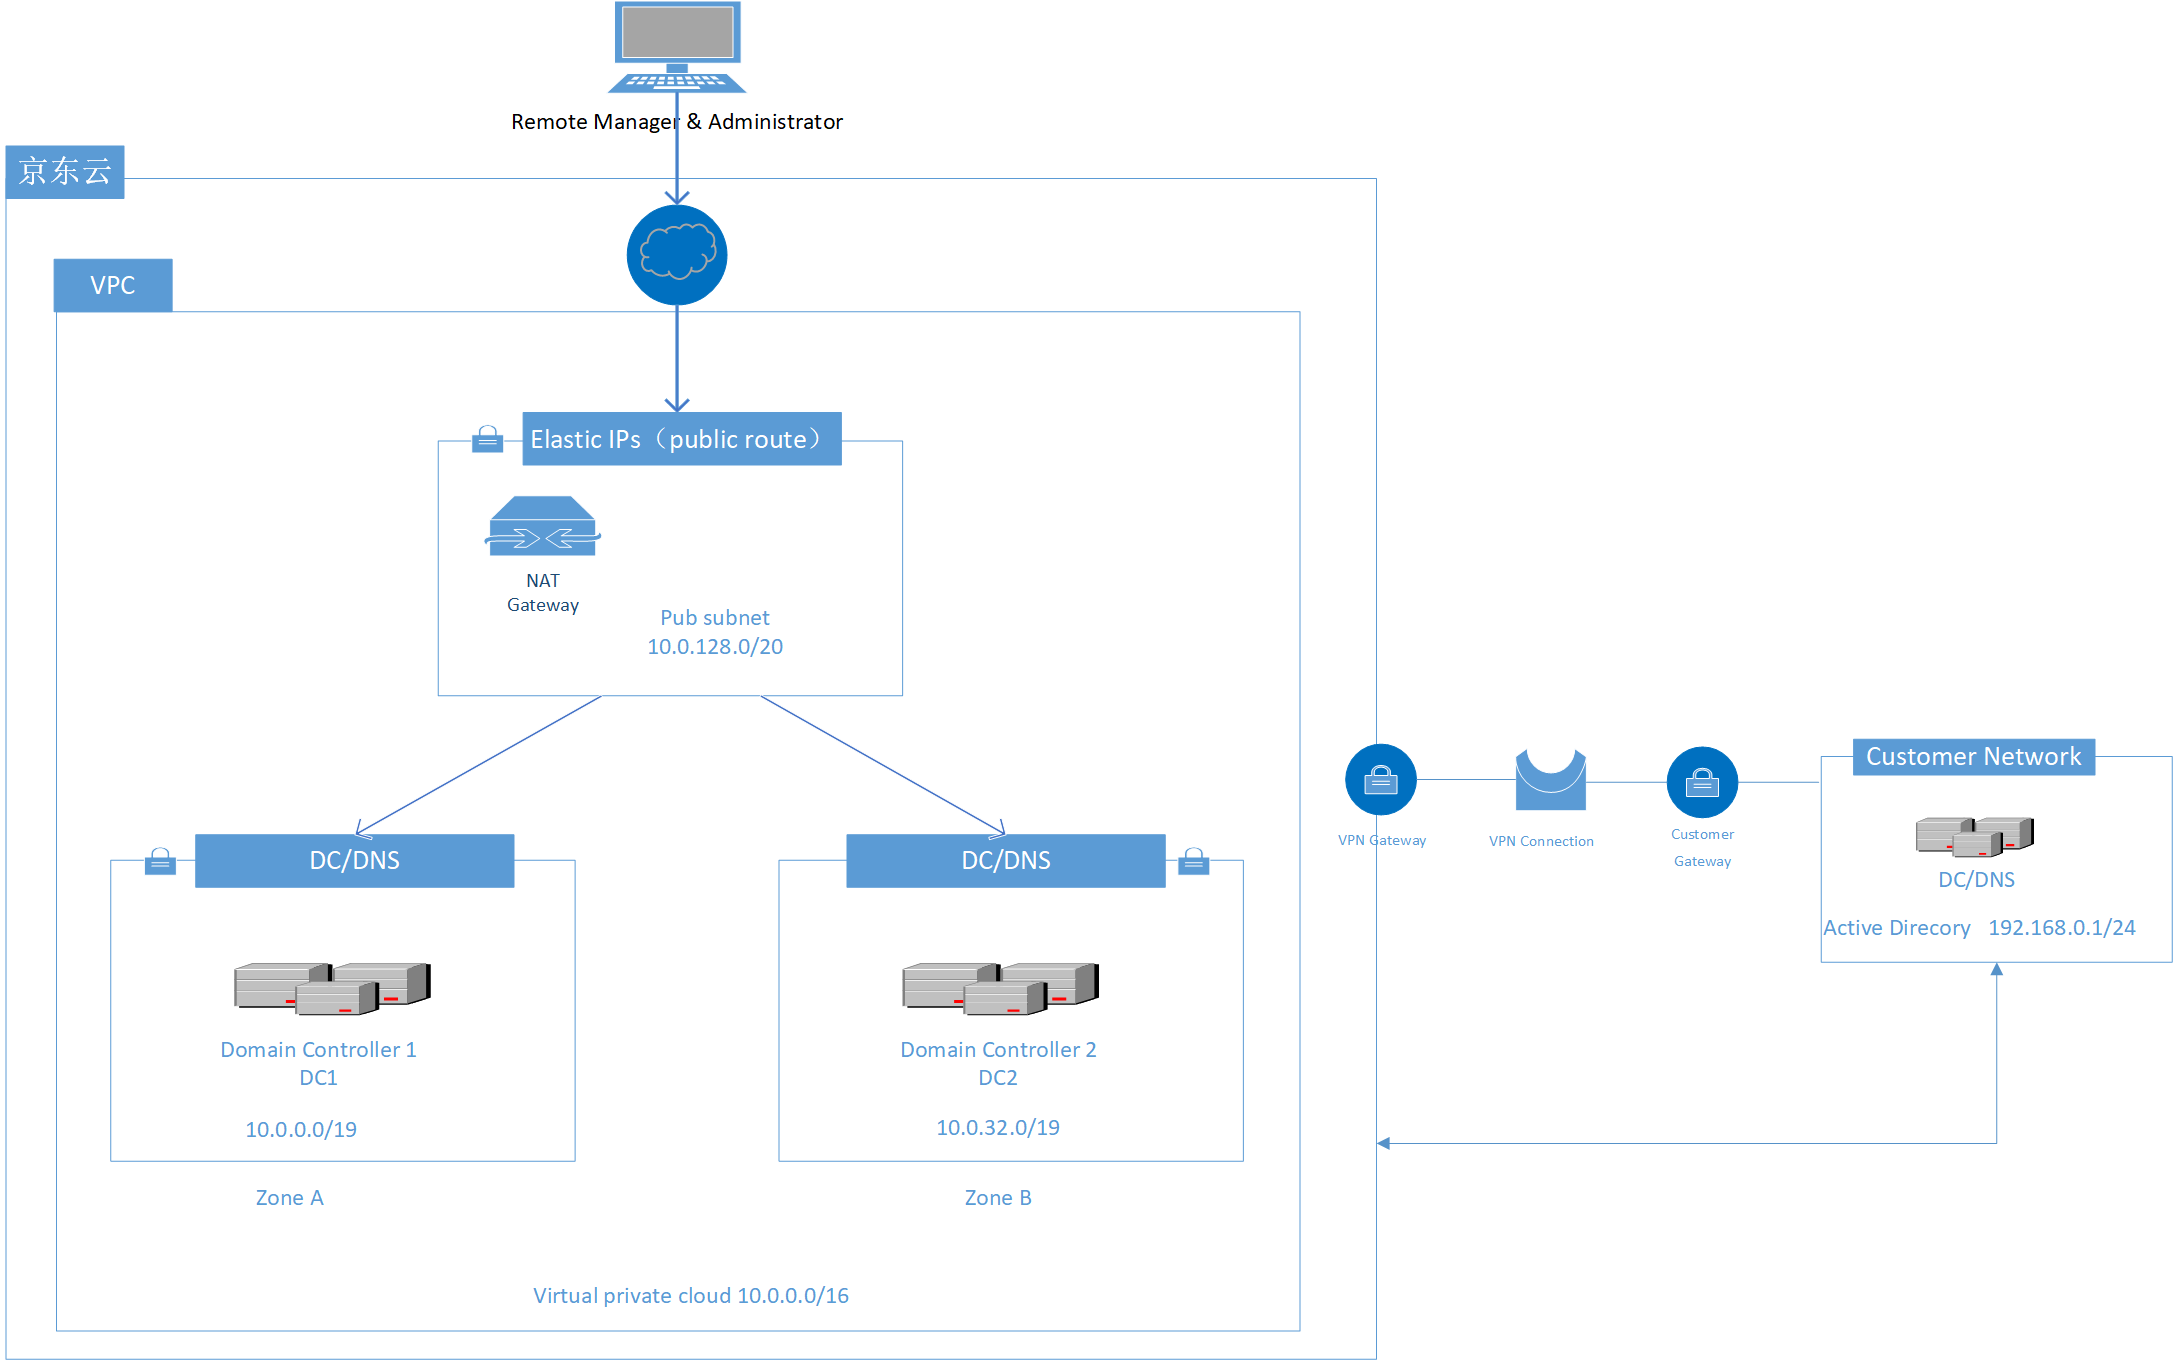 Remote Manager & Administrator
京东云
VPC
Elastic IPs（public route）
NAT
Gateway
Pub subnet
10.0.128.0/20
DC/DNS
Domain Controller 1
DC1
10.0.0.0/19
Zone A
DC/DNS
Domain Controller 2
DC2
10.0.32.0/19
Zone B
Virtual private cloud 10.0.0.0/16
VPN Gateway
VPN Connection
Customer
Gateway
Customer Network
DC/DNS
Active Direcory 192.168.0.1/24